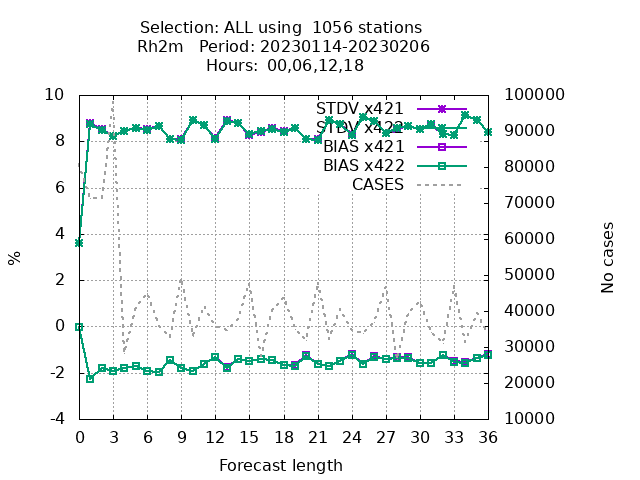 Selection: ALL using  1056 stations
Rh2m   Period: 20230114-20230206
Hours:  00,06,12,18
10
8
6
4
2
0
-2
-4
%
STDV x421
STDV x422
BIAS x421
BIAS x422
CASES
100000
90000
80000
70000
60000
50000
40000
30000
20000
10000
No cases
0 3 6 9 12 15 18 21 24 27 30 33 36
Forecast length